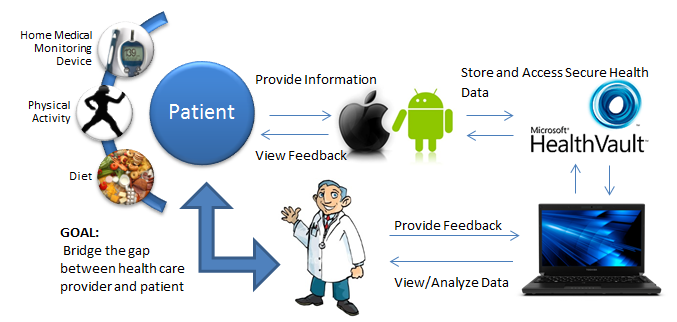 Home Medical
Monitoring
Device
Physical
Activity
Diet
Patient
Provide Information
View Feedback
Store and Access Secure Health
Data
Microsoft®
HealthVault™
GOAL:
Bridge the gap
between health care
provider and patient
Provide Feedback
View/Analyze Data